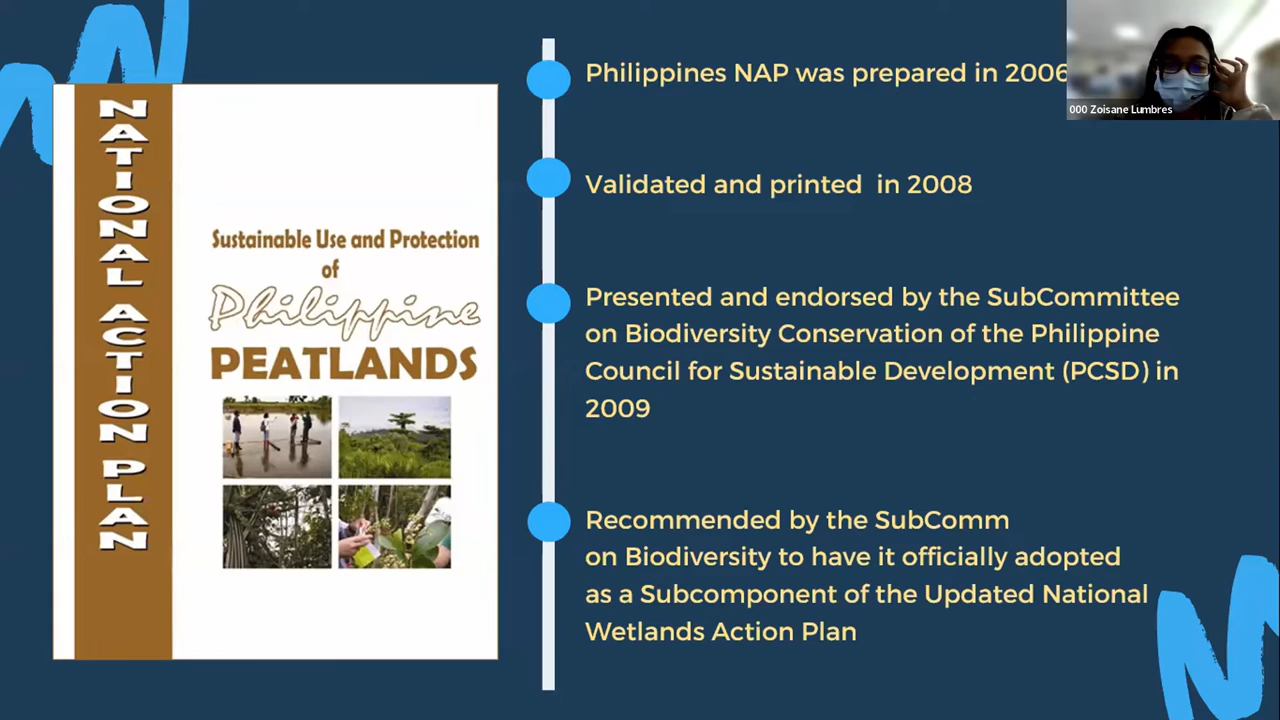 NATIONAL ACTION PLAN
Sustainable Use and Protection
of
Philippine
PEATLANDS
Philippines NAP was prepared in 2006
Validated and printed in 2008
Presented and endorsed by the SubCommittee
on Biodiversity Conservation of the Philippine
Council for Sustainable Development (PCSD) in
2009
Recommended by the SubComm
on Biodiversity to have it officially adopted
as a Subcomponent of the Updated National
Wetlands Action Plan
000 Zoisane Lumbres